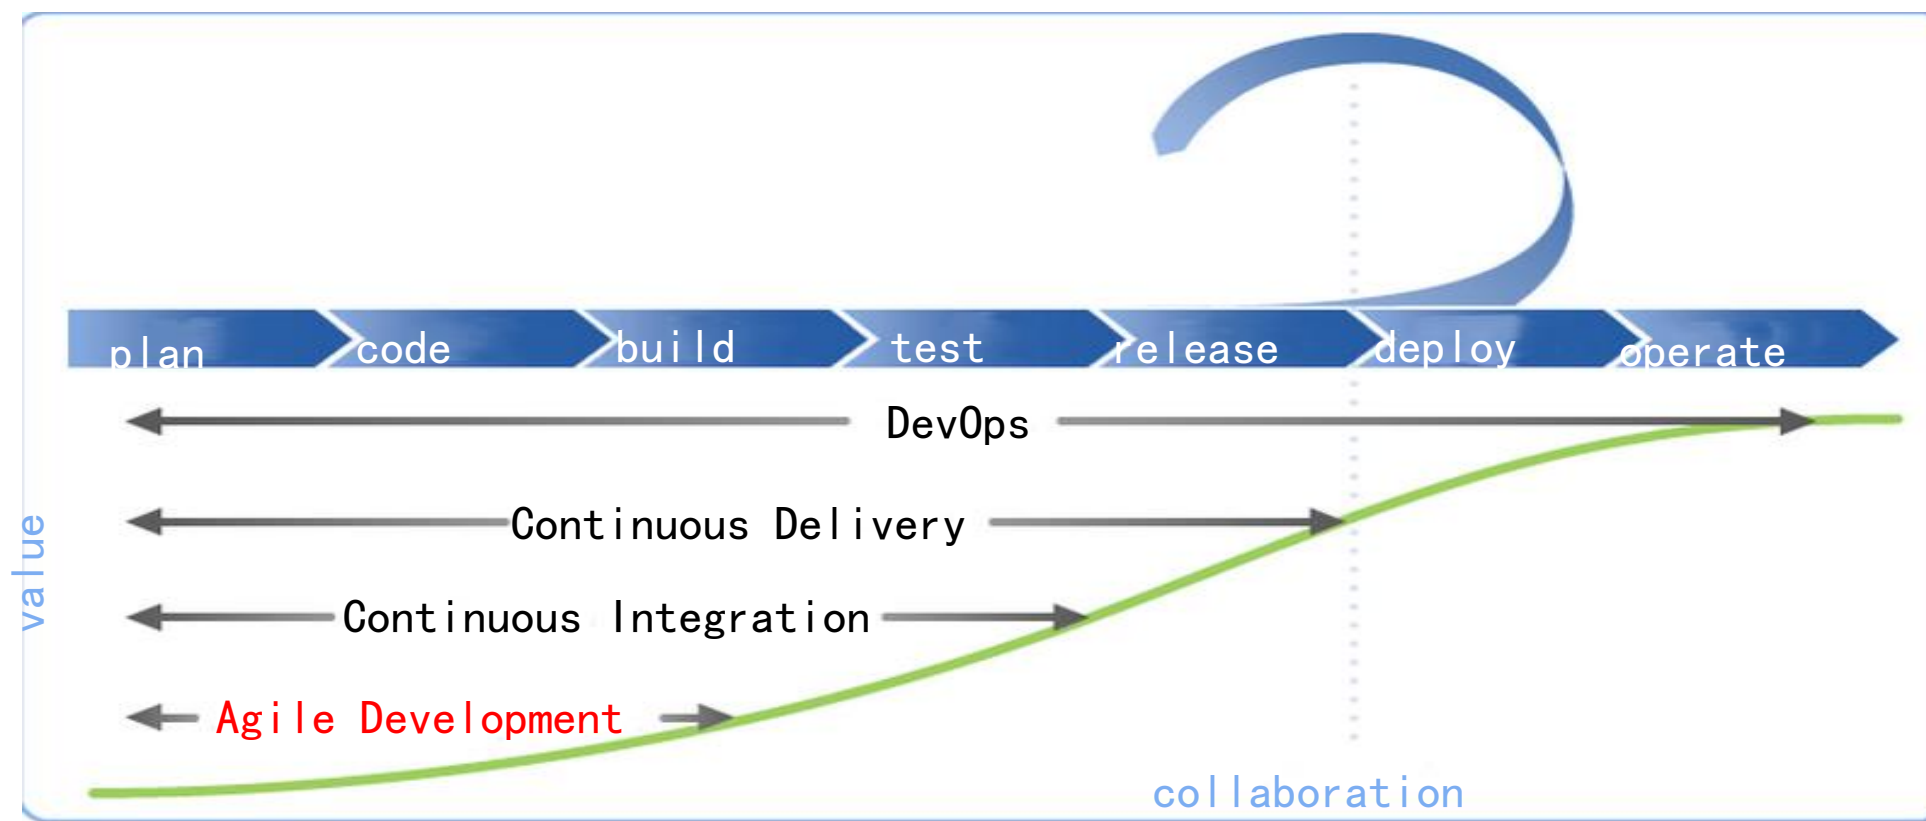 plan code build test release deploy operate
DevOps
Continuous Delivery
value
Continuous Integration
Agile Development
collaboration